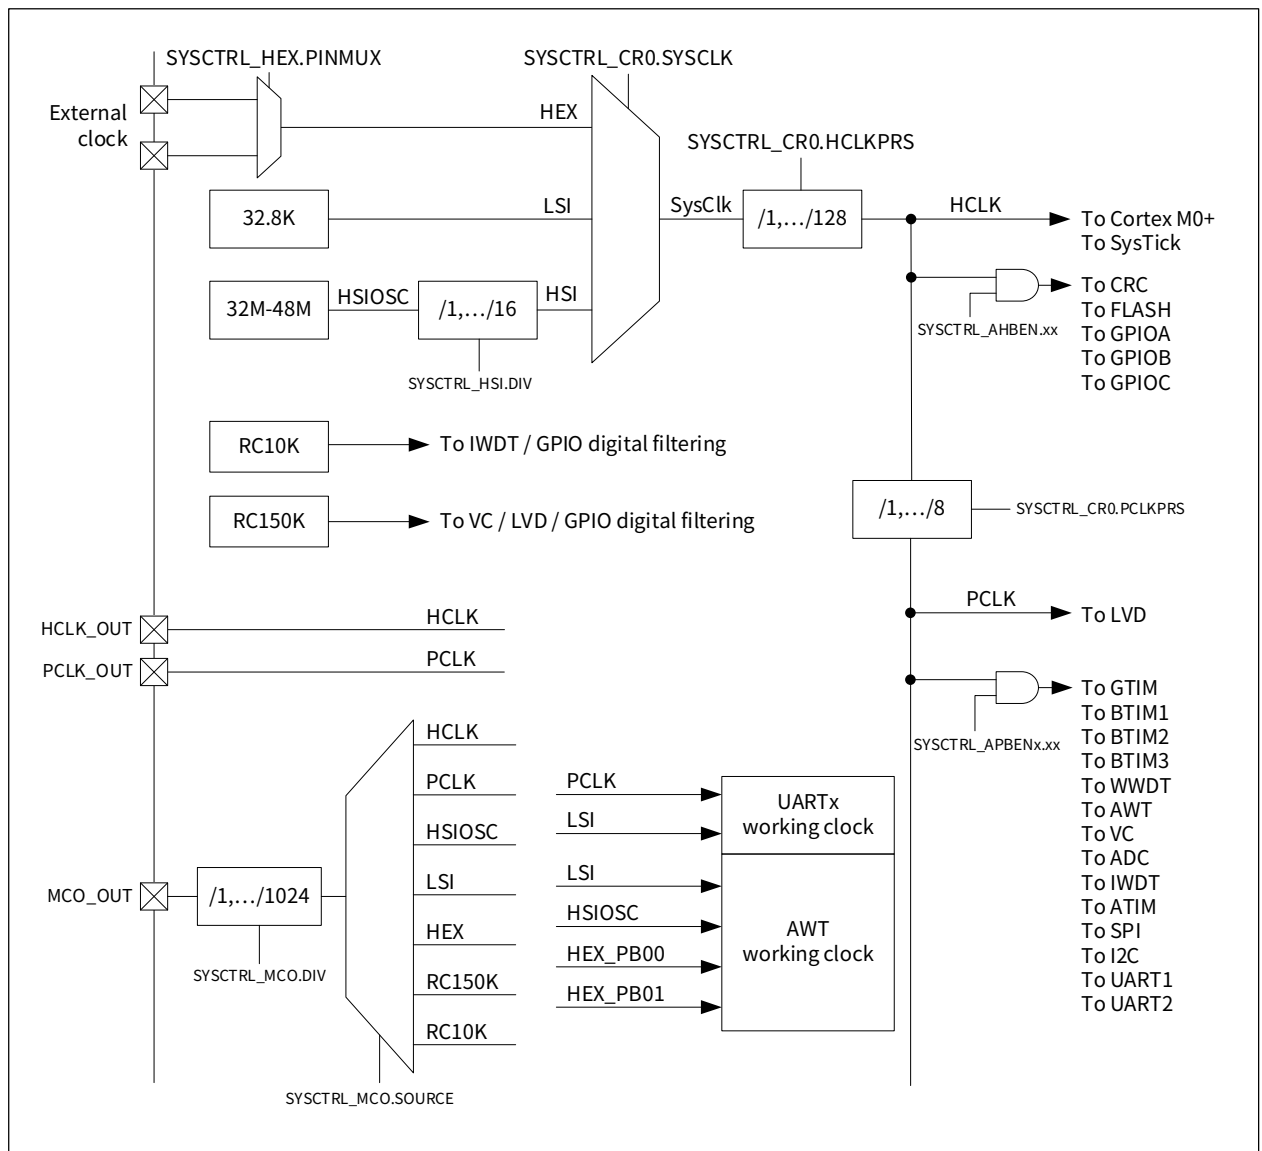 SYSCTRL_HEX.PINMUX
SYSCTRL_CR0.SYSCLK
External
clock
HEX
SYSCTRL_CR0.HCLKPRS
32.8K
LSI
SysClk
/1,.../128
HCLK
To Cortex M0+
To SysTick
32M-48M
HSIOSC
/1,.../16
HSI
SYSCTRL_HSI.DIV
SYSCTRL_AHBEN.xx
To CRC
To FLASH
To GPIOA
To GPIOB
To GPIOC
RC10K
To IWDT / GPIO digital filtering
RC150K
To VC / LVD / GPIO digital filtering
/1,.../8
SYSCTRL_CR0.PCLKPRS
HCLK_OUT
HCLK
PCLK_OUT
PCLK
PCLK
To LVD
SYSCTRL_APBENx.xx
To GTIM
To BTIM1
To BTIM2
To BTIM3
To WWDT
To AWT
To VC
To ADC
To IWDT
To ATIM
To SPI
To I2C
To UART1
To UART2
MCO_OUT
/1,.../1024
SYSCTRL_MCO.DIV
HCLK
PCLK
HSIOSC
LSI
HEX
RC150K
RC10K
SYSCTRL_MCO.SOURCE
PCLK
LSI
UARTx
working clock
LSI
HSIOSC
HEX_PB00
HEX_PB01
AWT
working clock